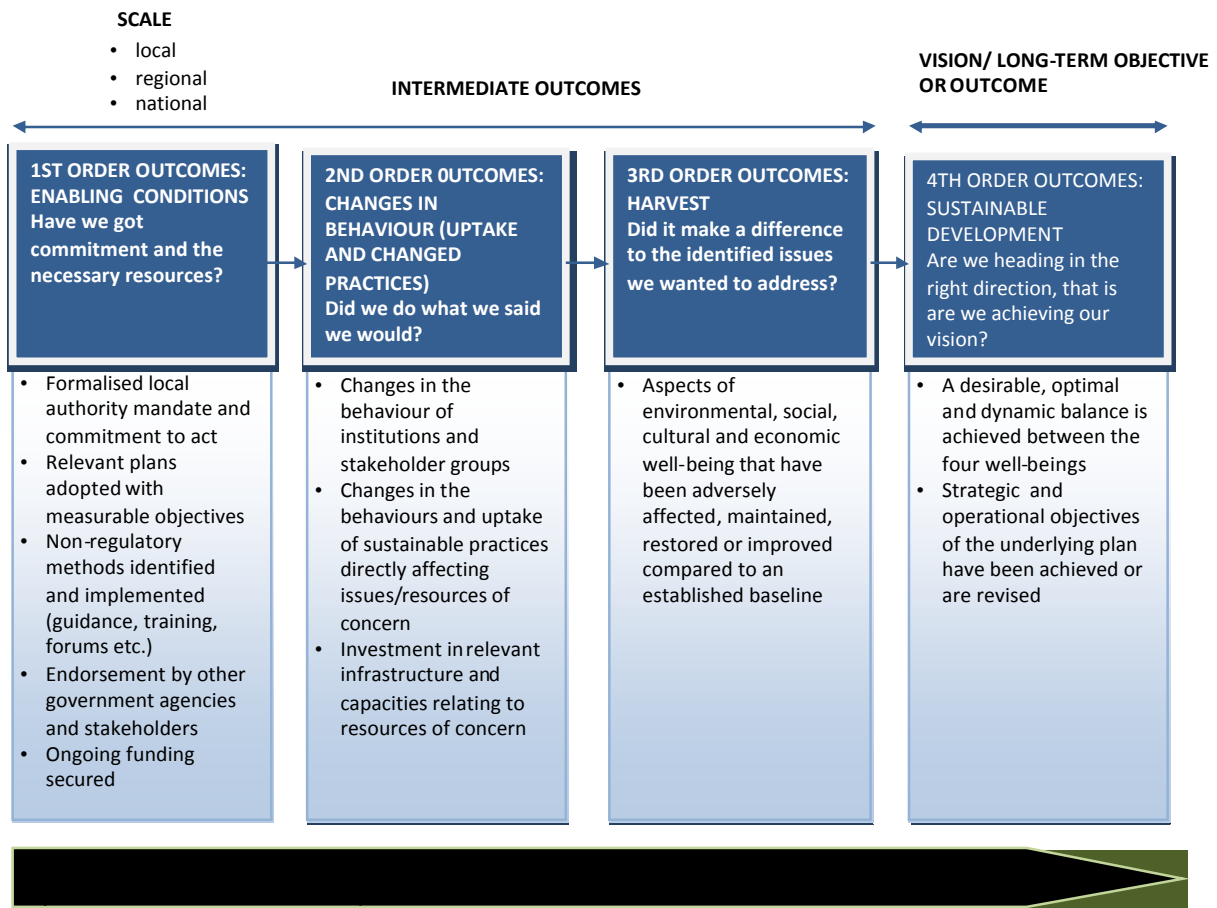 SCALE
• local
• regional
• national
INTERMEDIATE OUTCOMES
VISION/ LONG-TERM OBJECTIVE
OR OUTCOME
1ST ORDER OUTCOMES:
ENABLING CONDITIONS
Have we got
commitment and the
necessary resources?
2ND ORDER 0UTCOMES:
CHANGES IN
BEHAVIOUR (UPTAKE
AND CHANGED
PRACTICES)
Did we do what we said
we would?
3RD ORDER OUTCOMES:
HARVEST
Did it make a difference
to the identified issues
we wanted to address?
4TH ORDER OUTCOMES:
SUSTAINABLE
DEVELOPMENT
Are we heading in the
right direction, that is
are we achieving our
vision?
• Formalised local
authority mandate and
commitment to act
• Relevant plans
adopted with
measurable objectives
• Non-regulatory
methods identified
and implemented
(guidance, training,
forums etc.)
• Endorsement by other
government agencies
and stakeholders
• Ongoing funding
secured
• Changes in the
behaviour of
institutions and
stakeholder groups
• Changes in the
behaviours and uptake
of sustainable practices
directly affecting
issues/resources of
concern
• Investment in relevant
infrastructure and
capacities relating to
resources of concern
• Aspects of
environmental, social,
cultural and economic
well-being that have
been adversely
affected, maintained,
restored or improved
compared to an
established baseline
• A desirable, optimal
and dynamic balance is
achieved between the
four well-beings
• Strategic and
operational objectives
of the underlying plan
have been achieved or
are revised